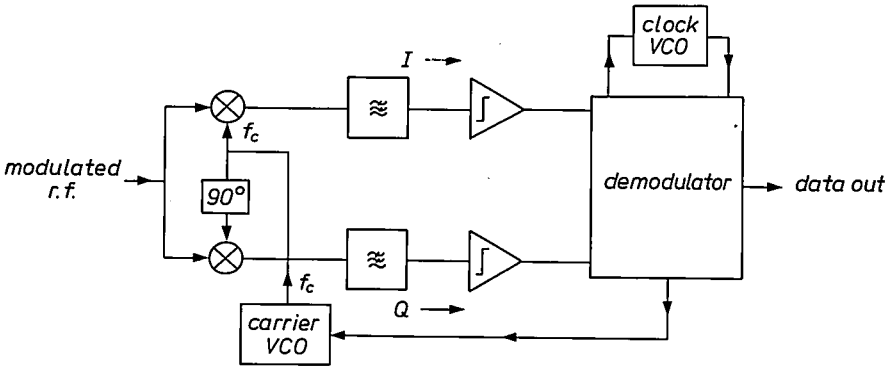 clock
VCO
I
modulated
r.f.
f_c
90°
demodulator
data out
f_c
Q
carrier
VCO